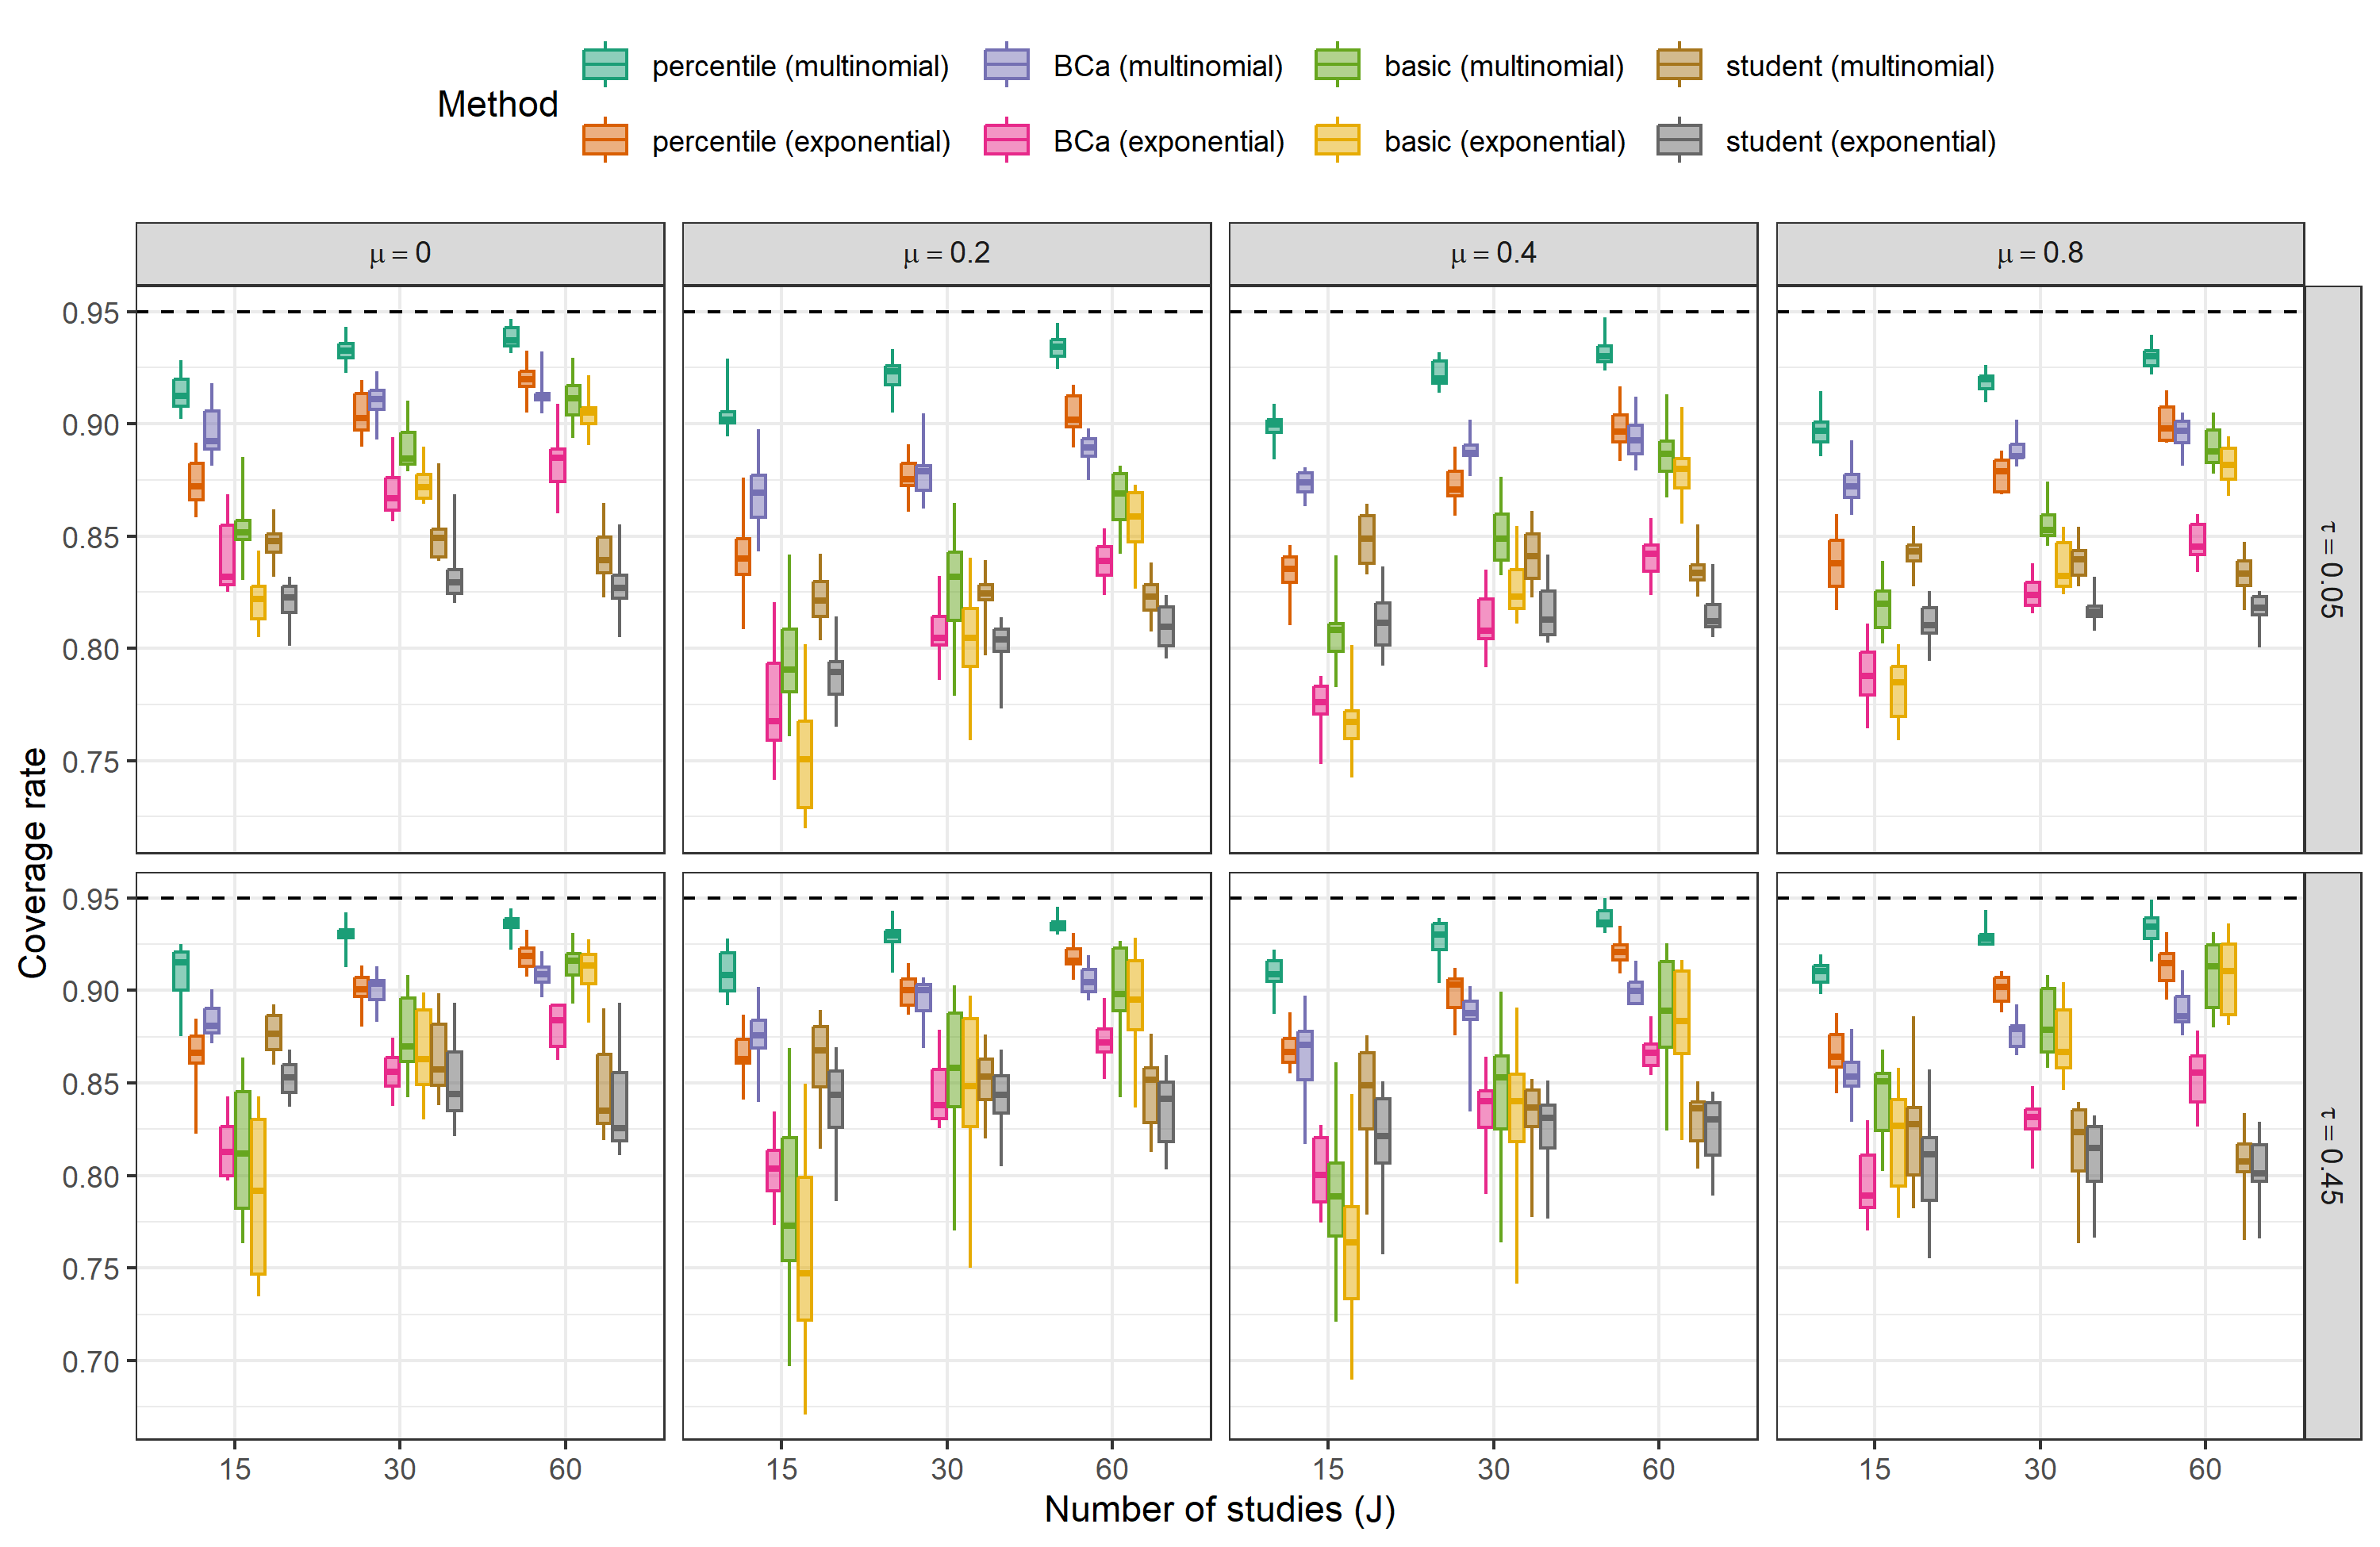 Method
percentile (multinomial) BCa (multinomial) basic (multinomial) student (multinomial)
percentile (exponential) BCa (exponential) basic (exponential) student (exponential)
μ = 0 μ = 0.2 μ = 0.4 μ = 0.8
0.95
0.90
0.85
0.80
0.75
τ = 0.05
0.95
0.90
0.85
0.80
0.75
0.70
τ = 0.45
Coverage rate
15 30 60 15 30 60 15 30 60 15 30 60
Number of studies (J)